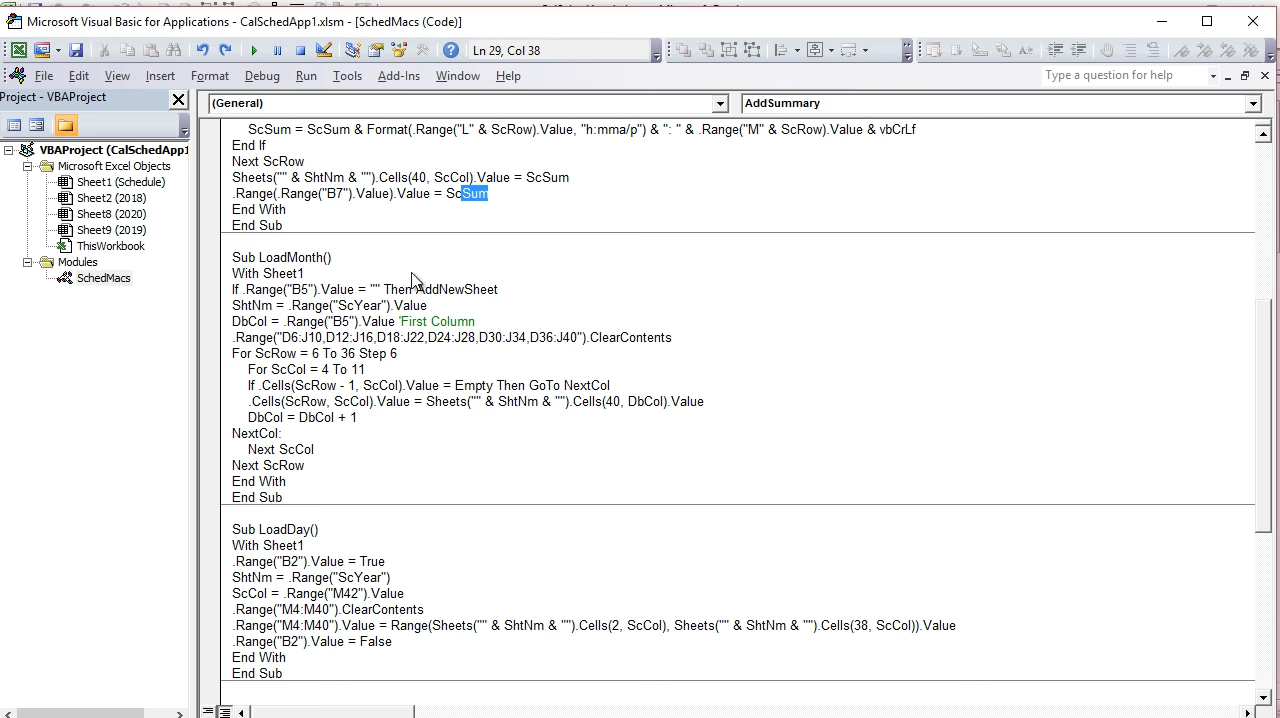 Microsoft Visual Basic for Applications - CalSchedApp1.xlsm - [SchedMacs (Code)]
Ln 29, Col 38
File Edit View Insert Format Debug Run Tools Add-Ins Window Help
Type a question for help
Project - VBAProject
(General)
AddSummary
VBAProject (CalSchedApp1
Microsoft Excel Objects
Sheet1 (Schedule)
Sheet2 (2018)
Sheet8 (2020)
Sheet9 (2019)
ThisWorkbook
Modules
SchedMacs
ScSum = ScSum & Format(.Range("L" & ScRow).Value, "h:mma/p") & ": " & .Range("M" & ScRow).Value & vbCrLf
End If
Next ScRow
Sheets("" & ShtNm & "").Cells(40, ScCol).Value = ScSum
.Range(.Range("B7").Value).Value = ScSum
End With
End Sub
Sub LoadMonth()
With Sheet1
If .Range("B5").Value = "" Then AddNewSheet
ShtNm = .Range("ScYear").Value
DbCol = .Range("B5").Value 'First Column
.Range("D6:J10,D12:J16,D18:J22,D24:J28,D30:J34,D36:J40").ClearContents
For ScRow = 6 To 36 Step 6
For ScCol = 4 To 11
If .Cells(ScRow - 1, ScCol).Value = Empty Then GoTo NextCol
.Cells(ScRow, ScCol).Value = Sheets("" & ShtNm & "").Cells(40, DbCol).Value
DbCol = DbCol + 1
NextCol:
Next ScCol
Next ScRow
End With
End Sub
Sub LoadDay()
With Sheet1
.Range("B2").Value = True
ShtNm = .Range("ScYear")
ScCol = .Range("M42").Value
.Range("M4:M40").ClearContents
.Range("M4:M40").Value = Range(Sheets("" & ShtNm & "").Cells(2, ScCol), Sheets("" & ShtNm & "").Cells(38, ScCol)).Value
.Range("B2").Value = False
End With
End Sub